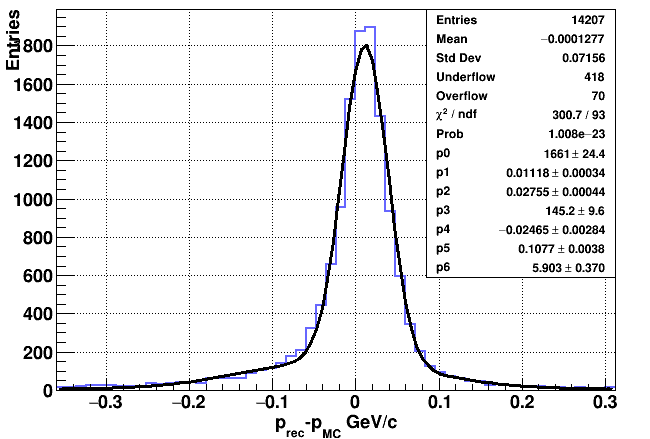 Entries
1800
1600
1400
1200
1000
800
600
400
200
0
−0.3 −0.2 −0.1 0 0.1 0.2 0.3
p_rec-p_MC GeV/c
Entries 14207
Mean −0.0001277
Std Dev 0.07156
Underflow 418
Overflow 70
χ² / ndf 300.7 / 93
Prob 1.008e−23
p0 1661 ± 24.4
p1 0.01118 ± 0.00034
p2 0.02755 ± 0.00044
p3 145.2 ± 9.6
p4 −0.02465 ± 0.00284
p5 0.1077 ± 0.0038
p6 5.903 ± 0.370